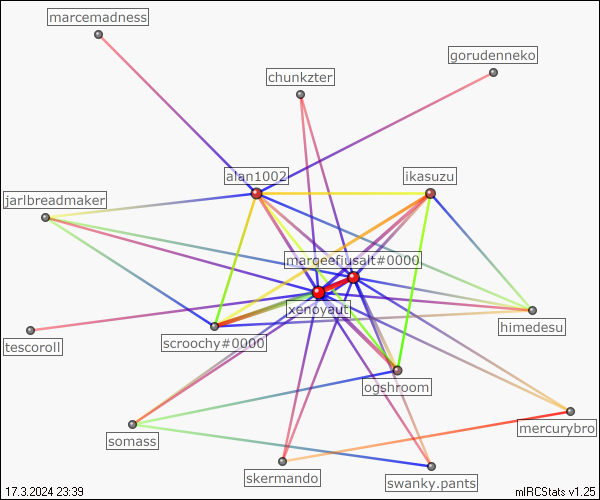 marcemadness
gorudenneko
chunkzter
alan1002
ikasuzu
jarlbreadmaker
marqeefiusalt#0000
xenoyaut
himedesu
scroochy#0000
tescoroll
ogshroom
mercurybro
somass
skermando
swanky.pants
17.3.2024 23:39
mIRCStats v1.25